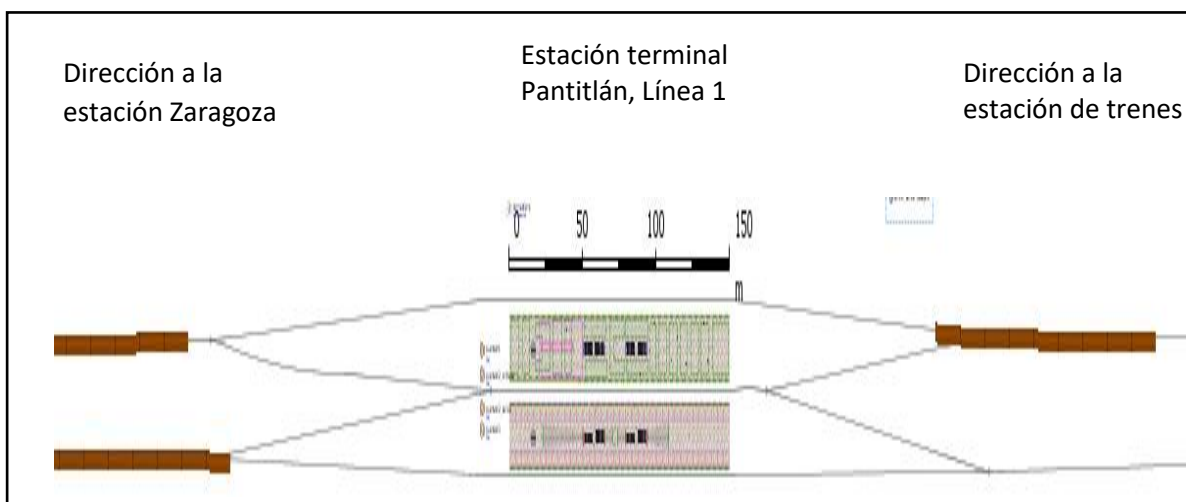 Dirección a la
estación Zaragoza
Estación terminal
Pantitlán, Línea 1
Dirección a la
estación de trenes
0 50 100 150
m